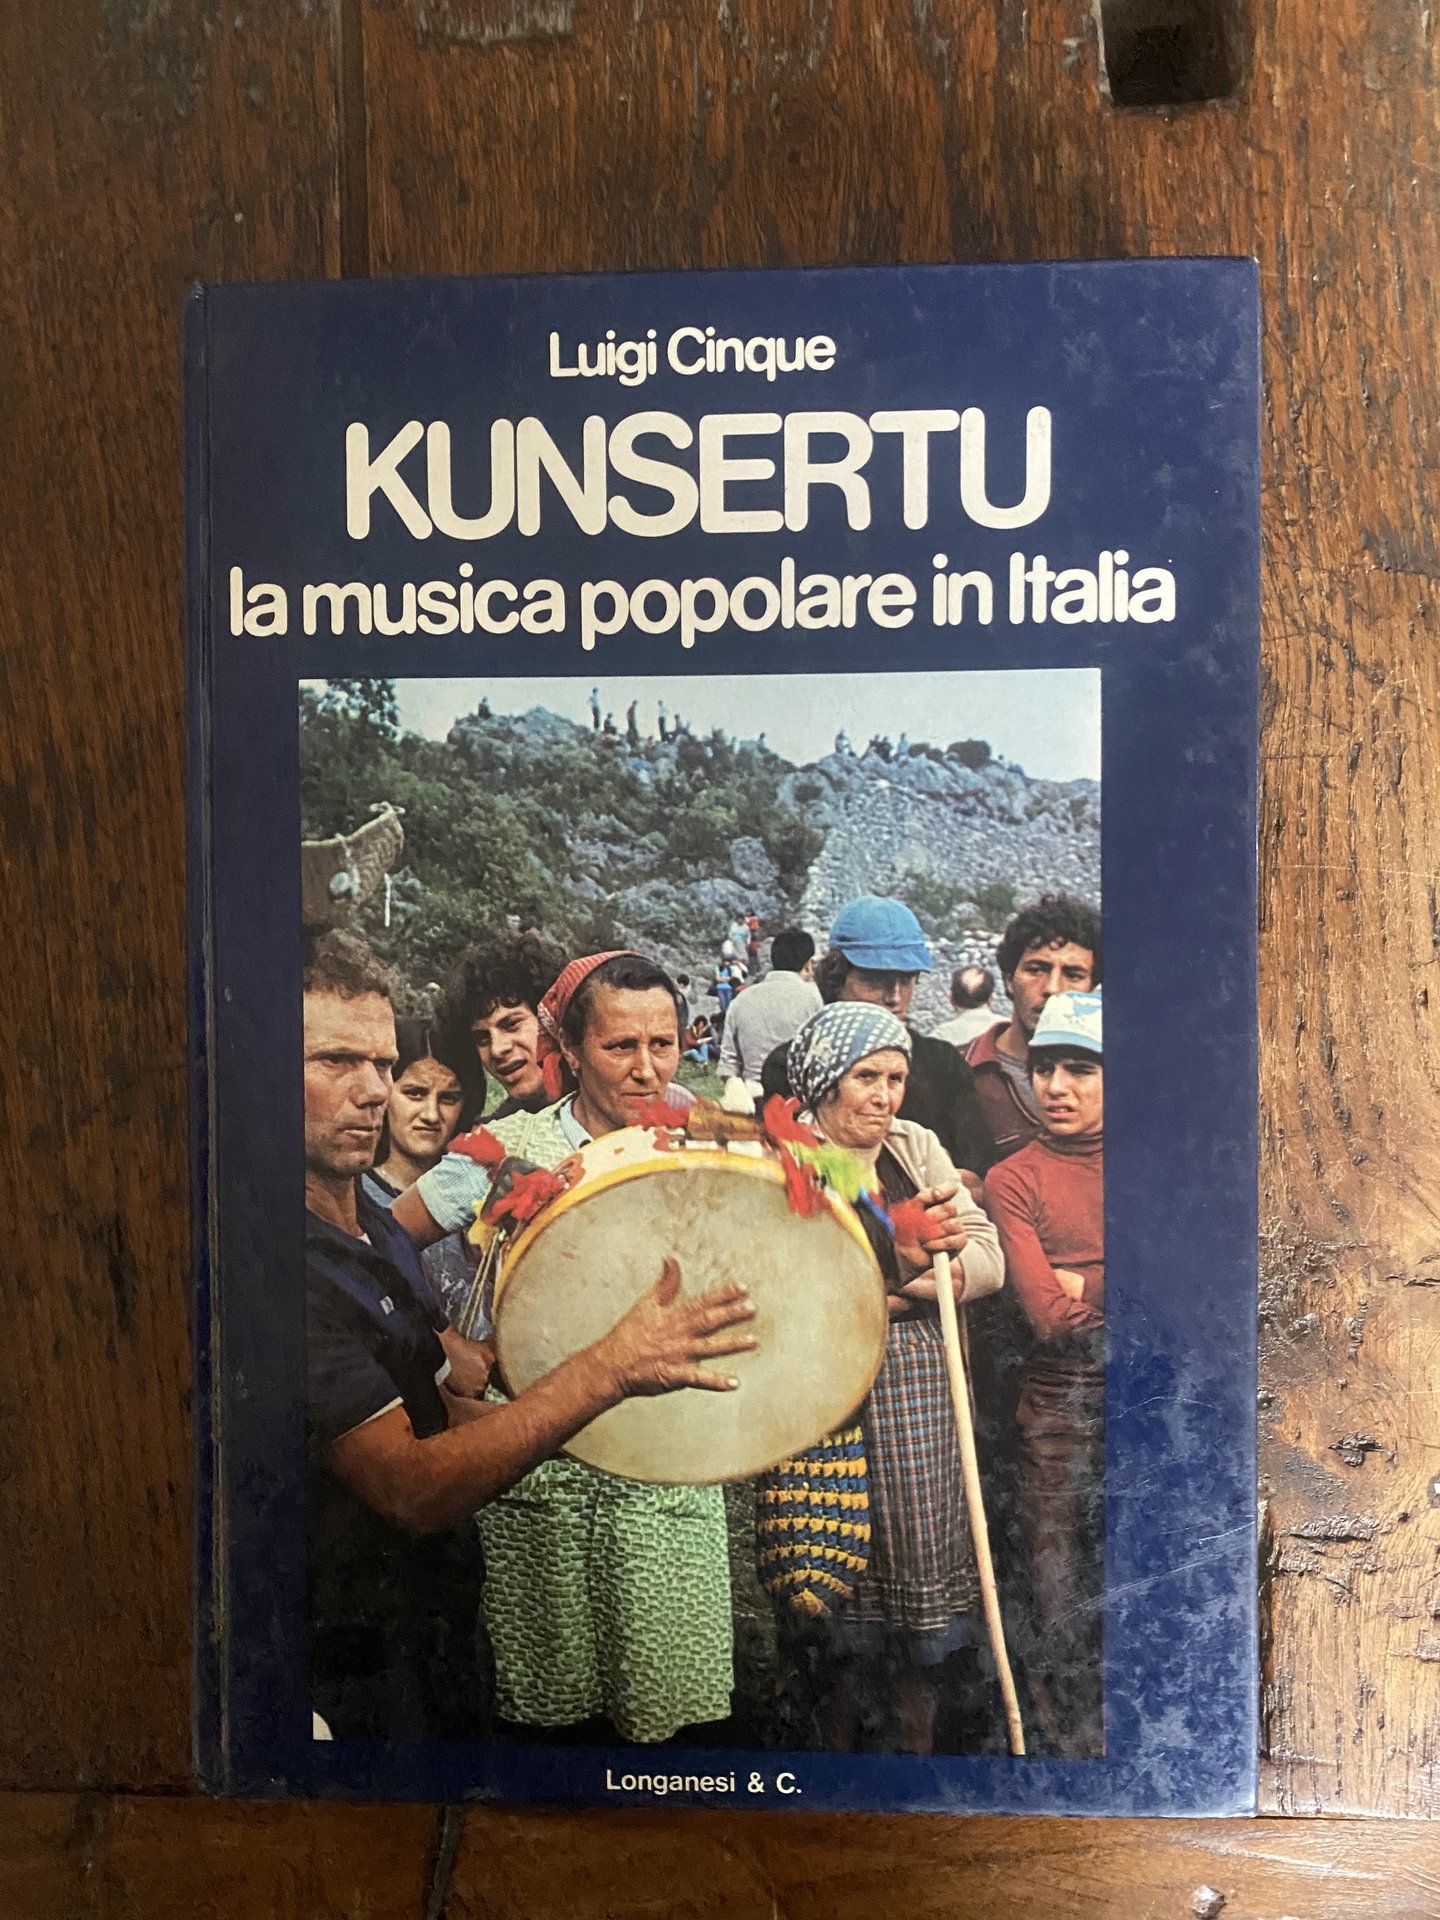 Luigi Cinque
KUNSERTU
la musica popolare in Italia
Longanesi & C.